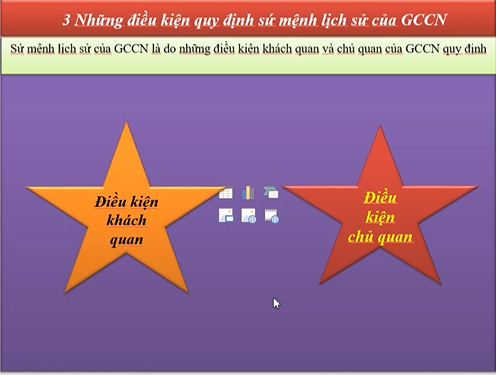 3 Những điều kiện quy định sứ mệnh lịch sử của GCCN
Sứ mênh lịch sử của GCCN là do những điều kiên khách quan và chủ quan của GCCN quy định
Điều kiện
khách
quan
Điều
kiện
chủ quan